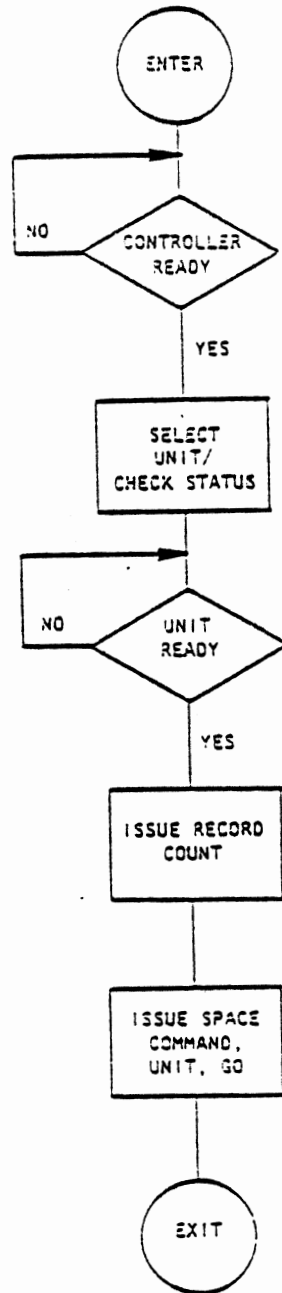 ENTER
NO
CONTROLLER
READY
YES
SELECT
UNIT/
CHECK STATUS
NO
UNIT
READY
YES
ISSUE RECORD
COUNT
ISSUE SPACE
COMMAND,
UNIT, GO
EXIT